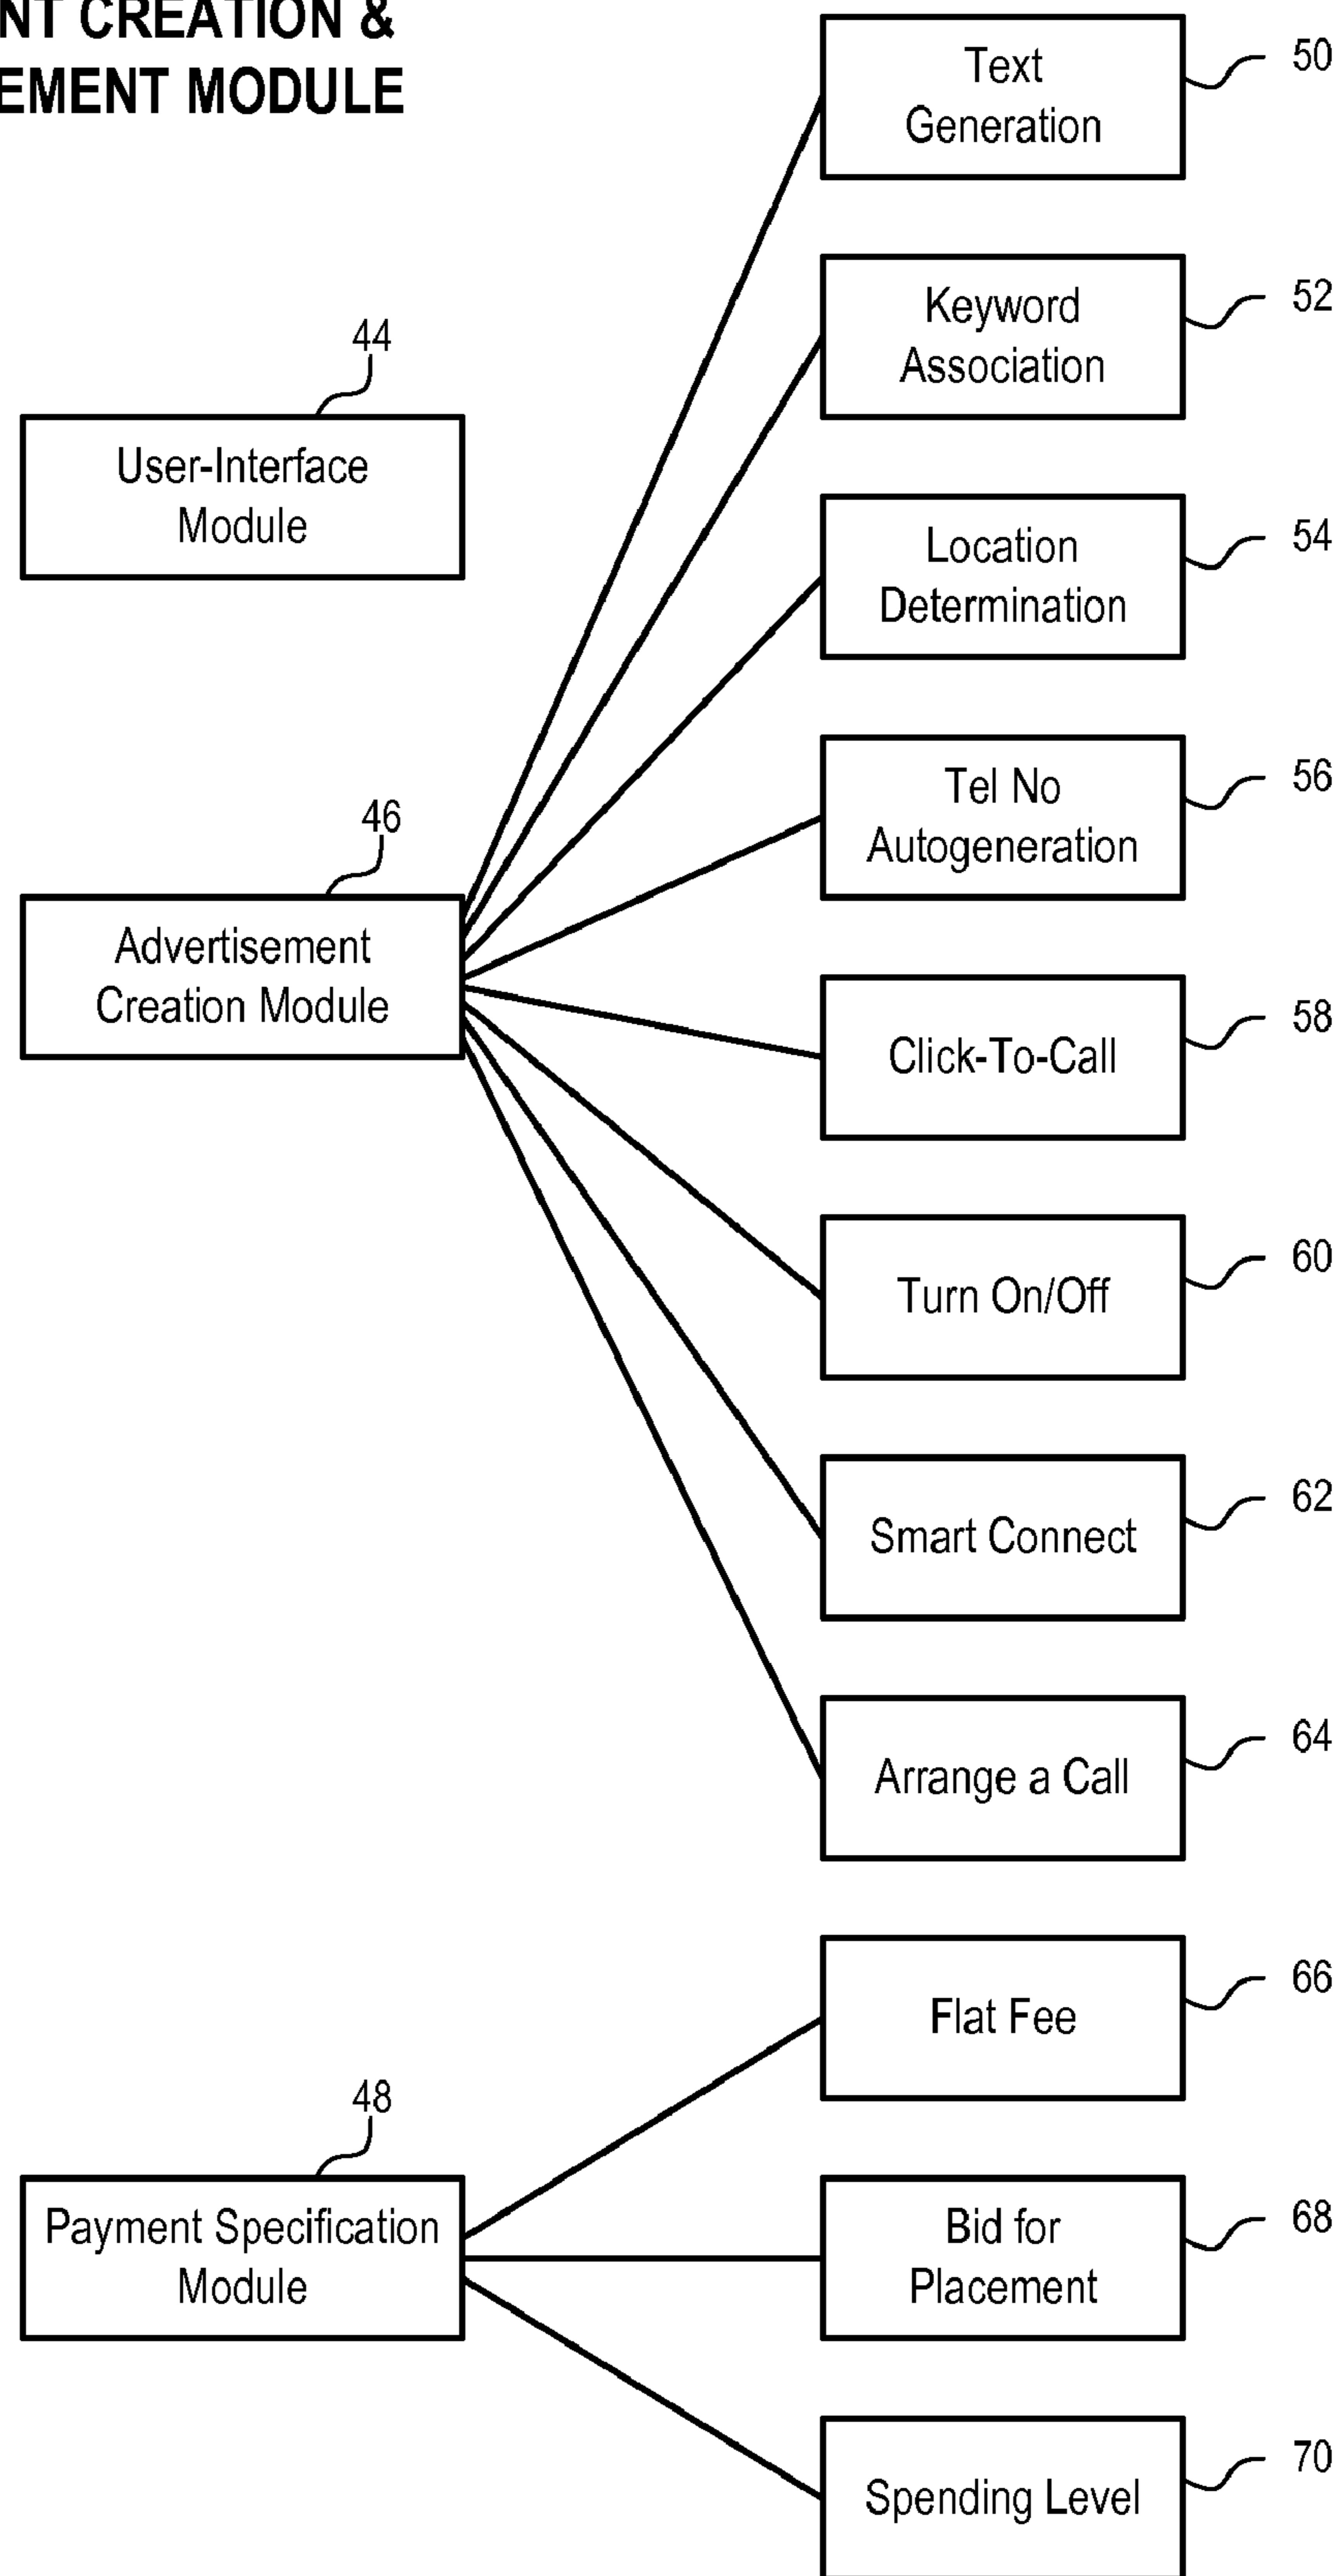 NT CREATION &
EMENT MODULE
Text
Generation
50
Keyword
Association
52
44
User-Interface
Module
Location
Determination
54
Tel No
Autogeneration
56
46
Advertisement
Creation Module
Click-To-Call
58
Turn On/Off
60
Smart Connect
62
Arrange a Call
64
Flat Fee
66
48
Payment Specification
Module
Bid for
Placement
68
Spending Level
70